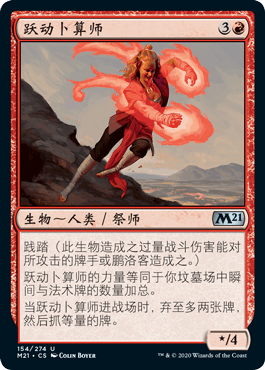 跃动卜算师 3
生物～人类 / 祭师
M21
践踏（此生物造成之过量战斗伤害能对
所攻击的牌手或鹏洛客造成之。）
跃动卜算师的力量等同于你坟墓场中瞬
间与法术牌的数量加总。
当跃动卜算师进战场时，弃至多两张牌，
然后抓等量的牌。
*/4
154/274 U
M21 • CS COLIN BOYER
™ & © 2020 Wizards of the Coast